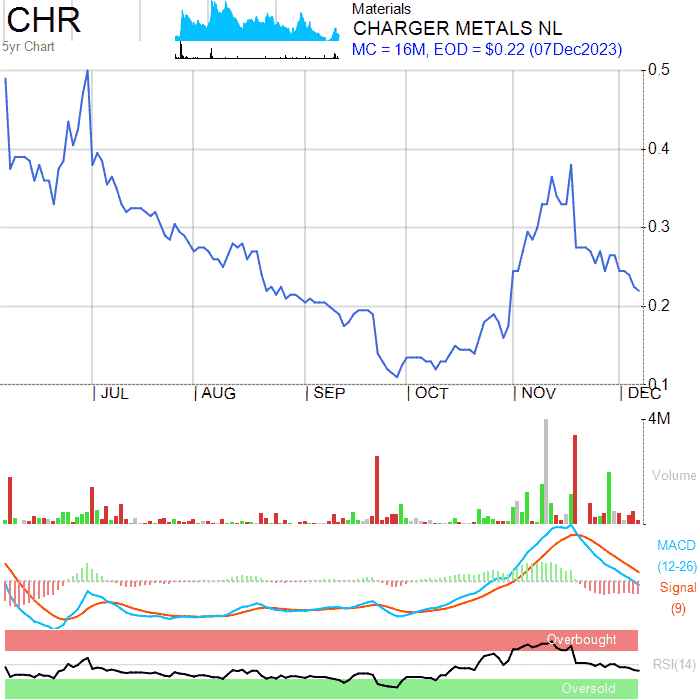 CHR
5yr Chart
Materials
CHARGER METALS NL
MC = 16M, EOD = $0.22 (07Dec2023)
0.5
0.4
0.3
0.2
0.1
JUL AUG SEP OCT NOV DEC
4M
Volume
MACD
(12-26)
Signal
(9)
Overbought
RSI(14)
Oversold